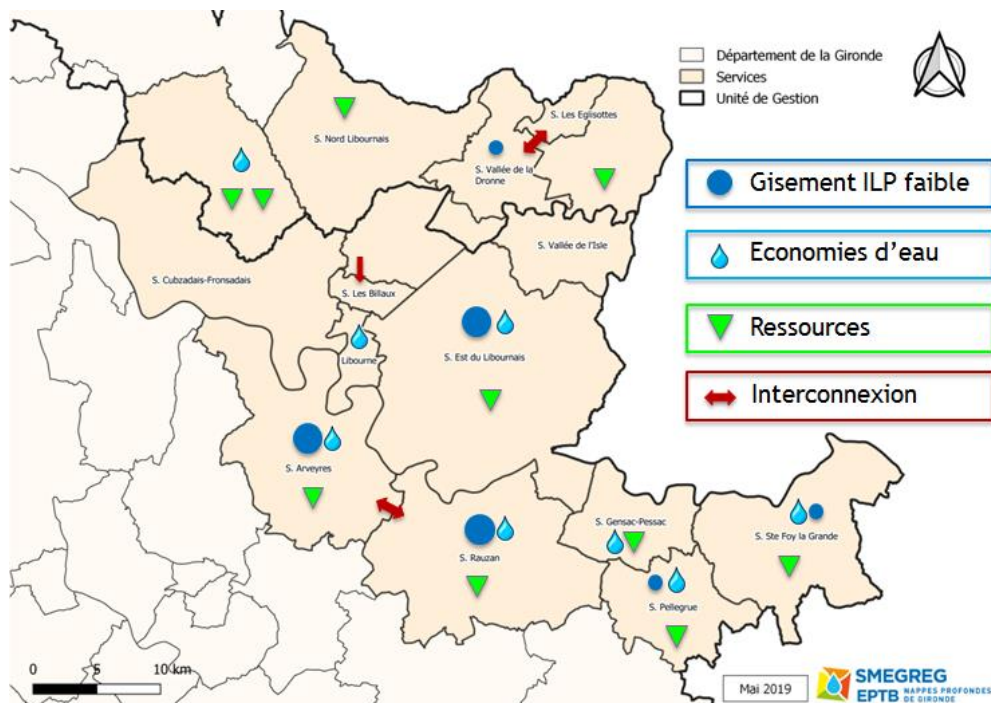 Département de la Gironde
Services
Unité de Gestion
S. Les Eglisottes
S. Nord Libournais
S. Vallée de la
Dronne
Gisement ILP faible
Economies d'eau
Ressources
Interconnexion
S. Vallée de l'Isle
S. Cubzadais-Fronsadais
S. Les Billaux
Libourne
S. Est du Libournais
S. Arveyres
S. Gensac-Pessac
S. Ste Foy la Grande
S. Rauzan
S. Pellegrue
0 5 10 km
Mai 2019
SMEGREG
EPTB NAPPES PROFONDES
DE GIRONDE